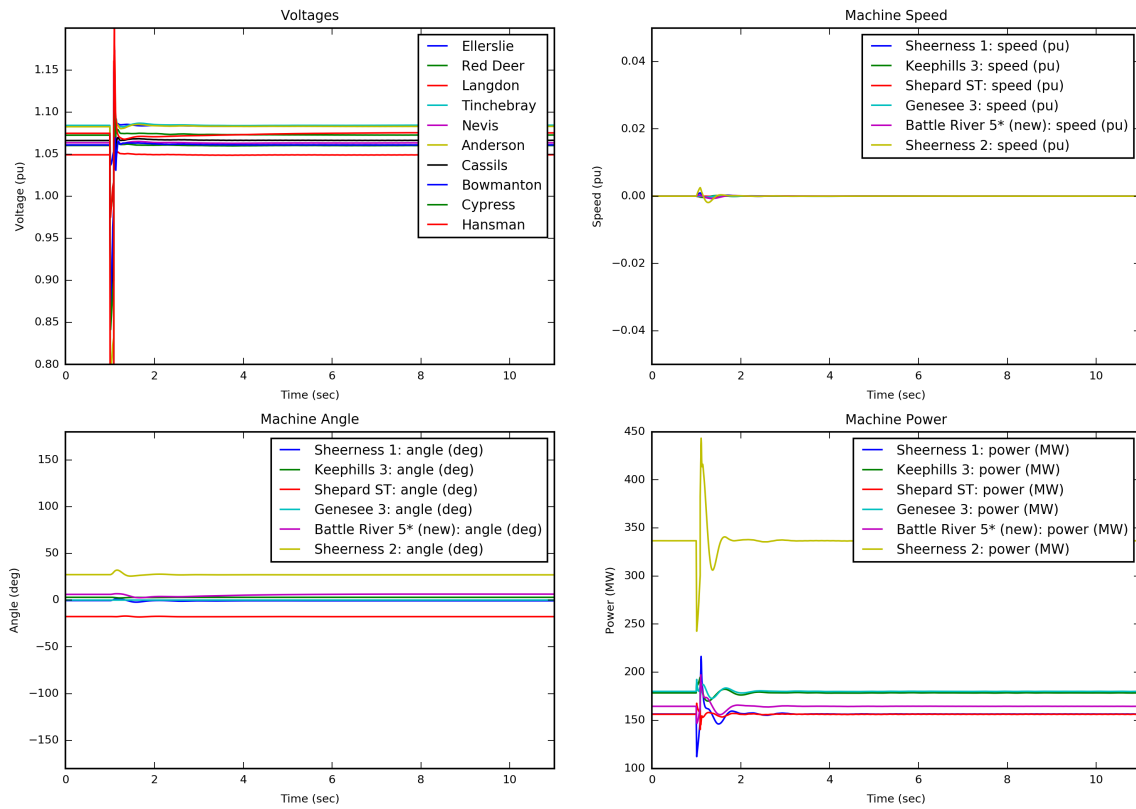 Voltages
Voltage (pu)
1.15
1.10
1.05
1.00
0.95
0.90
0.85
0.80
Ellerslie
Red Deer
Langdon
Tinchebray
Nevis
Anderson
Cassils
Bowmanton
Cypress
Hansman
0 2 4 6 8 10
Time (sec)
Machine Speed
Speed (pu)
0.04
0.02
0.00
−0.02
−0.04
Sheerness 1: speed (pu)
Keephills 3: speed (pu)
Shepard ST: speed (pu)
Genesee 3: speed (pu)
Battle River 5* (new): speed (pu)
Sheerness 2: speed (pu)
0 2 4 6 8 10
Time (sec)
Machine Angle
Angle (deg)
150
100
50
0
−50
−100
−150
Sheerness 1: angle (deg)
Keephills 3: angle (deg)
Shepard ST: angle (deg)
Genesee 3: angle (deg)
Battle River 5* (new): angle (deg)
Sheerness 2: angle (deg)
0 2 4 6 8 10
Time (sec)
Machine Power
Power (MW)
450
400
350
300
250
200
150
100
Sheerness 1: power (MW)
Keephills 3: power (MW)
Shepard ST: power (MW)
Genesee 3: power (MW)
Battle River 5* (new): power (MW)
Sheerness 2: power (MW)
0 2 4 6 8 10
Time (sec)